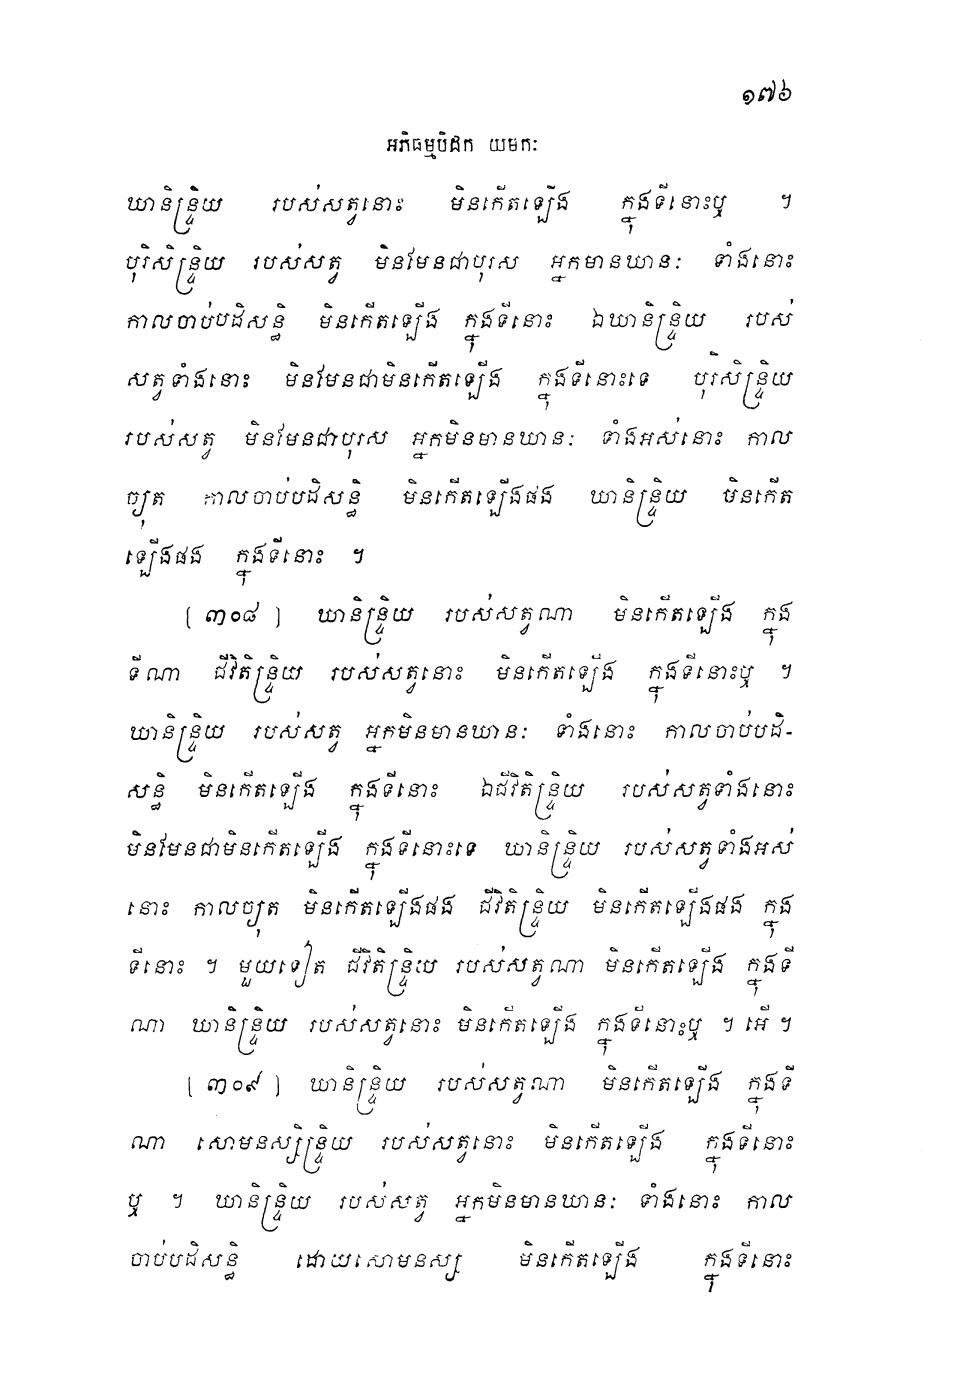 ១៧៦
អភិធម្មបិដក យមកៈ
ឃានិន្ទ្រិយ របស់សត្វនោះ មិនកើតឡើង ក្នុងទីនោះឬ ។
បុរិសិន្ទ្រិយ របស់សត្វ មិនមែនជាបុរស អ្នកមានឃានៈ ទាំងនោះ
កាលចាប់បដិសន្ធិ មិនកើតឡើង ក្នុងទីនោះ ឯឃានិន្ទ្រិយ របស់
សត្វទាំងនោះ មិនមែនជាមិនកើតឡើង ក្នុងទីនោះទេ បុរិសិន្ទ្រិយ
របស់សត្វ មិនមែនជាបុរស អ្នកមិនមានឃានៈ ទាំងអស់នោះ កាល
ច្យុត កាលចាប់បដិសន្ធិ មិនកើតឡើងផង ឃានិន្ទ្រិយ មិនកើត
ឡើងផង ក្នុងទីនោះ ។
[ ៣០៨ ] ឃានិន្ទ្រិយ របស់សត្វណា មិនកើតឡើង ក្នុង
ទីណា ជីវិតិន្ទ្រិយ របស់សត្វនោះ មិនកើតឡើង ក្នុងទីនោះឬ ។
ឃានិន្ទ្រិយ របស់សត្វ អ្នកមិនមានឃានៈ ទាំងនោះ កាលចាប់បដិ-
សន្ធិ មិនកើតឡើង ក្នុងទីនោះ ឯជីវិតិន្ទ្រិយ របស់សត្វទាំងនោះ
មិនមែនជាមិនកើតឡើង ក្នុងទីនោះទេ ឃានិន្ទ្រិយ របស់សត្វទាំងអស់
នោះ កាលច្យុត មិនកើតឡើងផង ជីវិតិន្ទ្រិយ មិនកើតឡើងផង ក្នុង
ទីនោះ ។ មួយទៀត ជីវិតិន្ទ្រិយ របស់សត្វណា មិនកើតឡើង ក្នុងទី
ណា ឃានិន្ទ្រិយ របស់សត្វនោះ មិនកើតឡើង ក្នុងទីនោះឬ ។ អើ ។
[ ៣០៩ ] ឃានិន្ទ្រិយ របស់សត្វណា មិនកើតឡើង ក្នុងទី
ណា សោមនស្សិន្ទ្រិយ របស់សត្វនោះ មិនកើតឡើង ក្នុងទីនោះ
ឬ ។ ឃានិន្ទ្រិយ របស់សត្វ អ្នកមិនមានឃានៈ ទាំងនោះ កាល
ចាប់បដិសន្ធិ ដោយសោមនស្ស មិនកើតឡើង ក្នុងទីនោះ